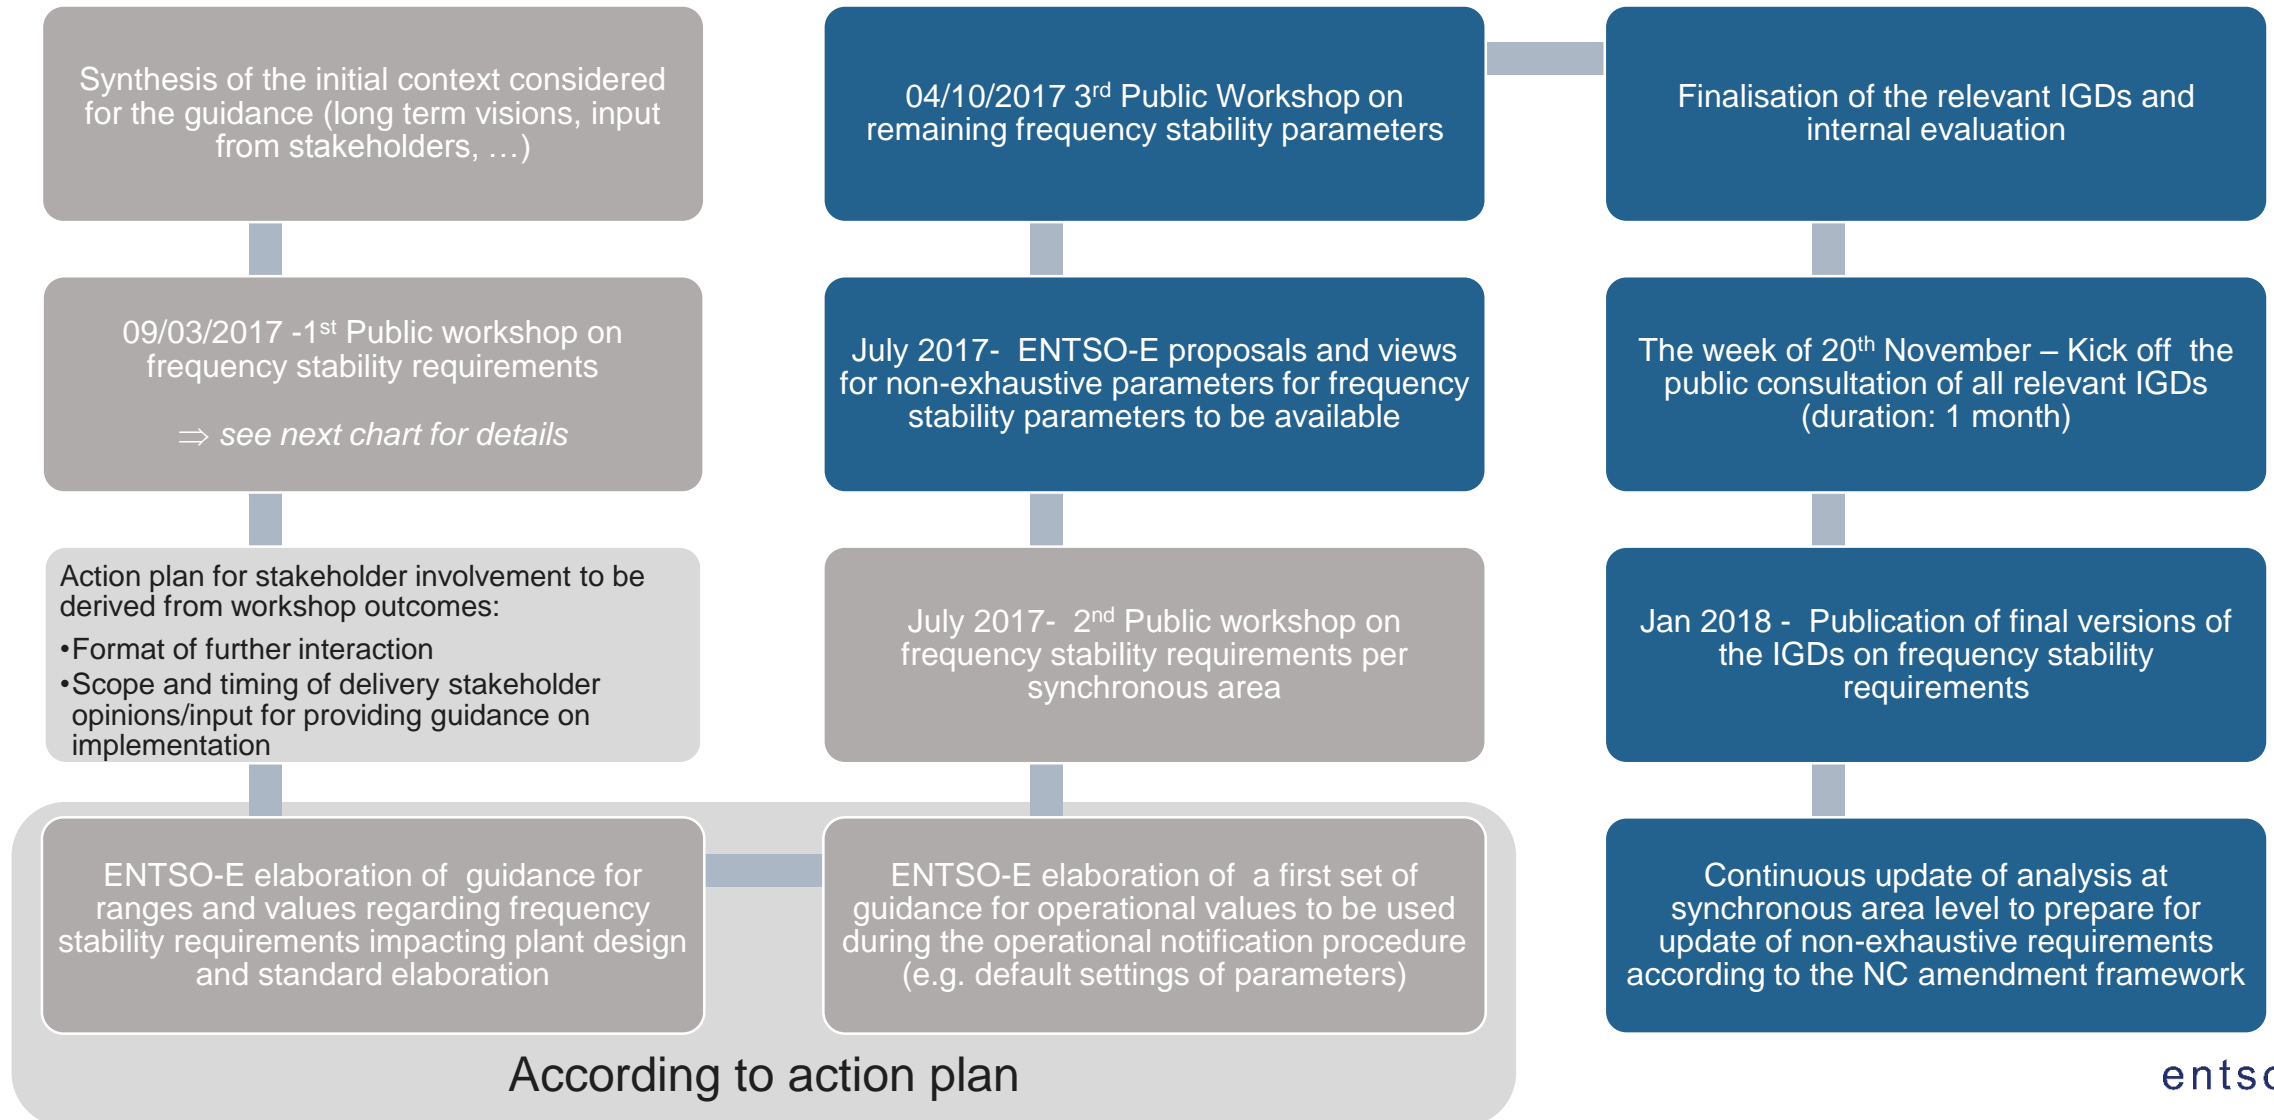 Synthesis of the initial context considered
for the guidance (long term visions, input
from stakeholders, …)
09/03/2017 -1st Public workshop on
frequency stability requirements
⇒ see next chart for details
Action plan for stakeholder involvement to be
derived from workshop outcomes:
•Format of further interaction
•Scope and timing of delivery stakeholder
opinions/input for providing guidance on
implementation
ENTSO-E elaboration of  guidance for
ranges and values regarding frequency
stability requirements impacting plant design
and standard elaboration
ENTSO-E elaboration of  a first set of
guidance for operational values to be used
during the operational notification procedure
(e.g. default settings of parameters)
According to action plan
July 2017-  2nd Public workshop on
frequency stability requirements per
synchronous area
July 2017-  ENTSO-E proposals and views
for non-exhaustive parameters for frequency
stability parameters to be available
04/10/2017 3rd Public Workshop on
remaining frequency stability parameters
Finalisation of the relevant IGDs and
internal evaluation
The week of 20th November – Kick off  the
public consultation of all relevant IGDs
(duration: 1 month)
Jan 2018 -  Publication of final versions of
the IGDs on frequency stability
requirements
Continuous update of analysis at
synchronous area level to prepare for
update of non-exhaustive requirements
according to the NC amendment framework